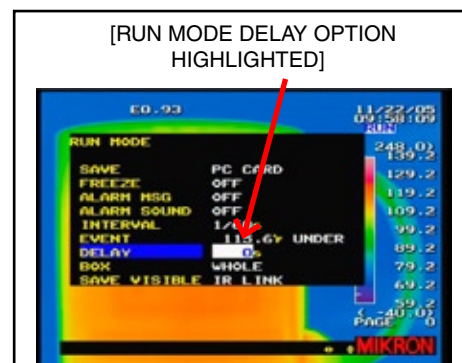 [RUN MODE DELAY OPTION
HIGHLIGHTED]
E0.93
11/22/05
09:58:09
RUN
RUN MODE
248.0)
139.2
SAVE PC CARD
129.2
FREEZE OFF
ALARM MSG OFF
119.2
ALARM SOUND OFF
109.2
INTERVAL
99.2
EVENT 113.6F UNDER
DELAY 0s
89.2
BOX WHOLE
79.2
SAVE VISIBLE IR LINK
69.2
59.2
( -40.0)
PAGE 0
MIKRON